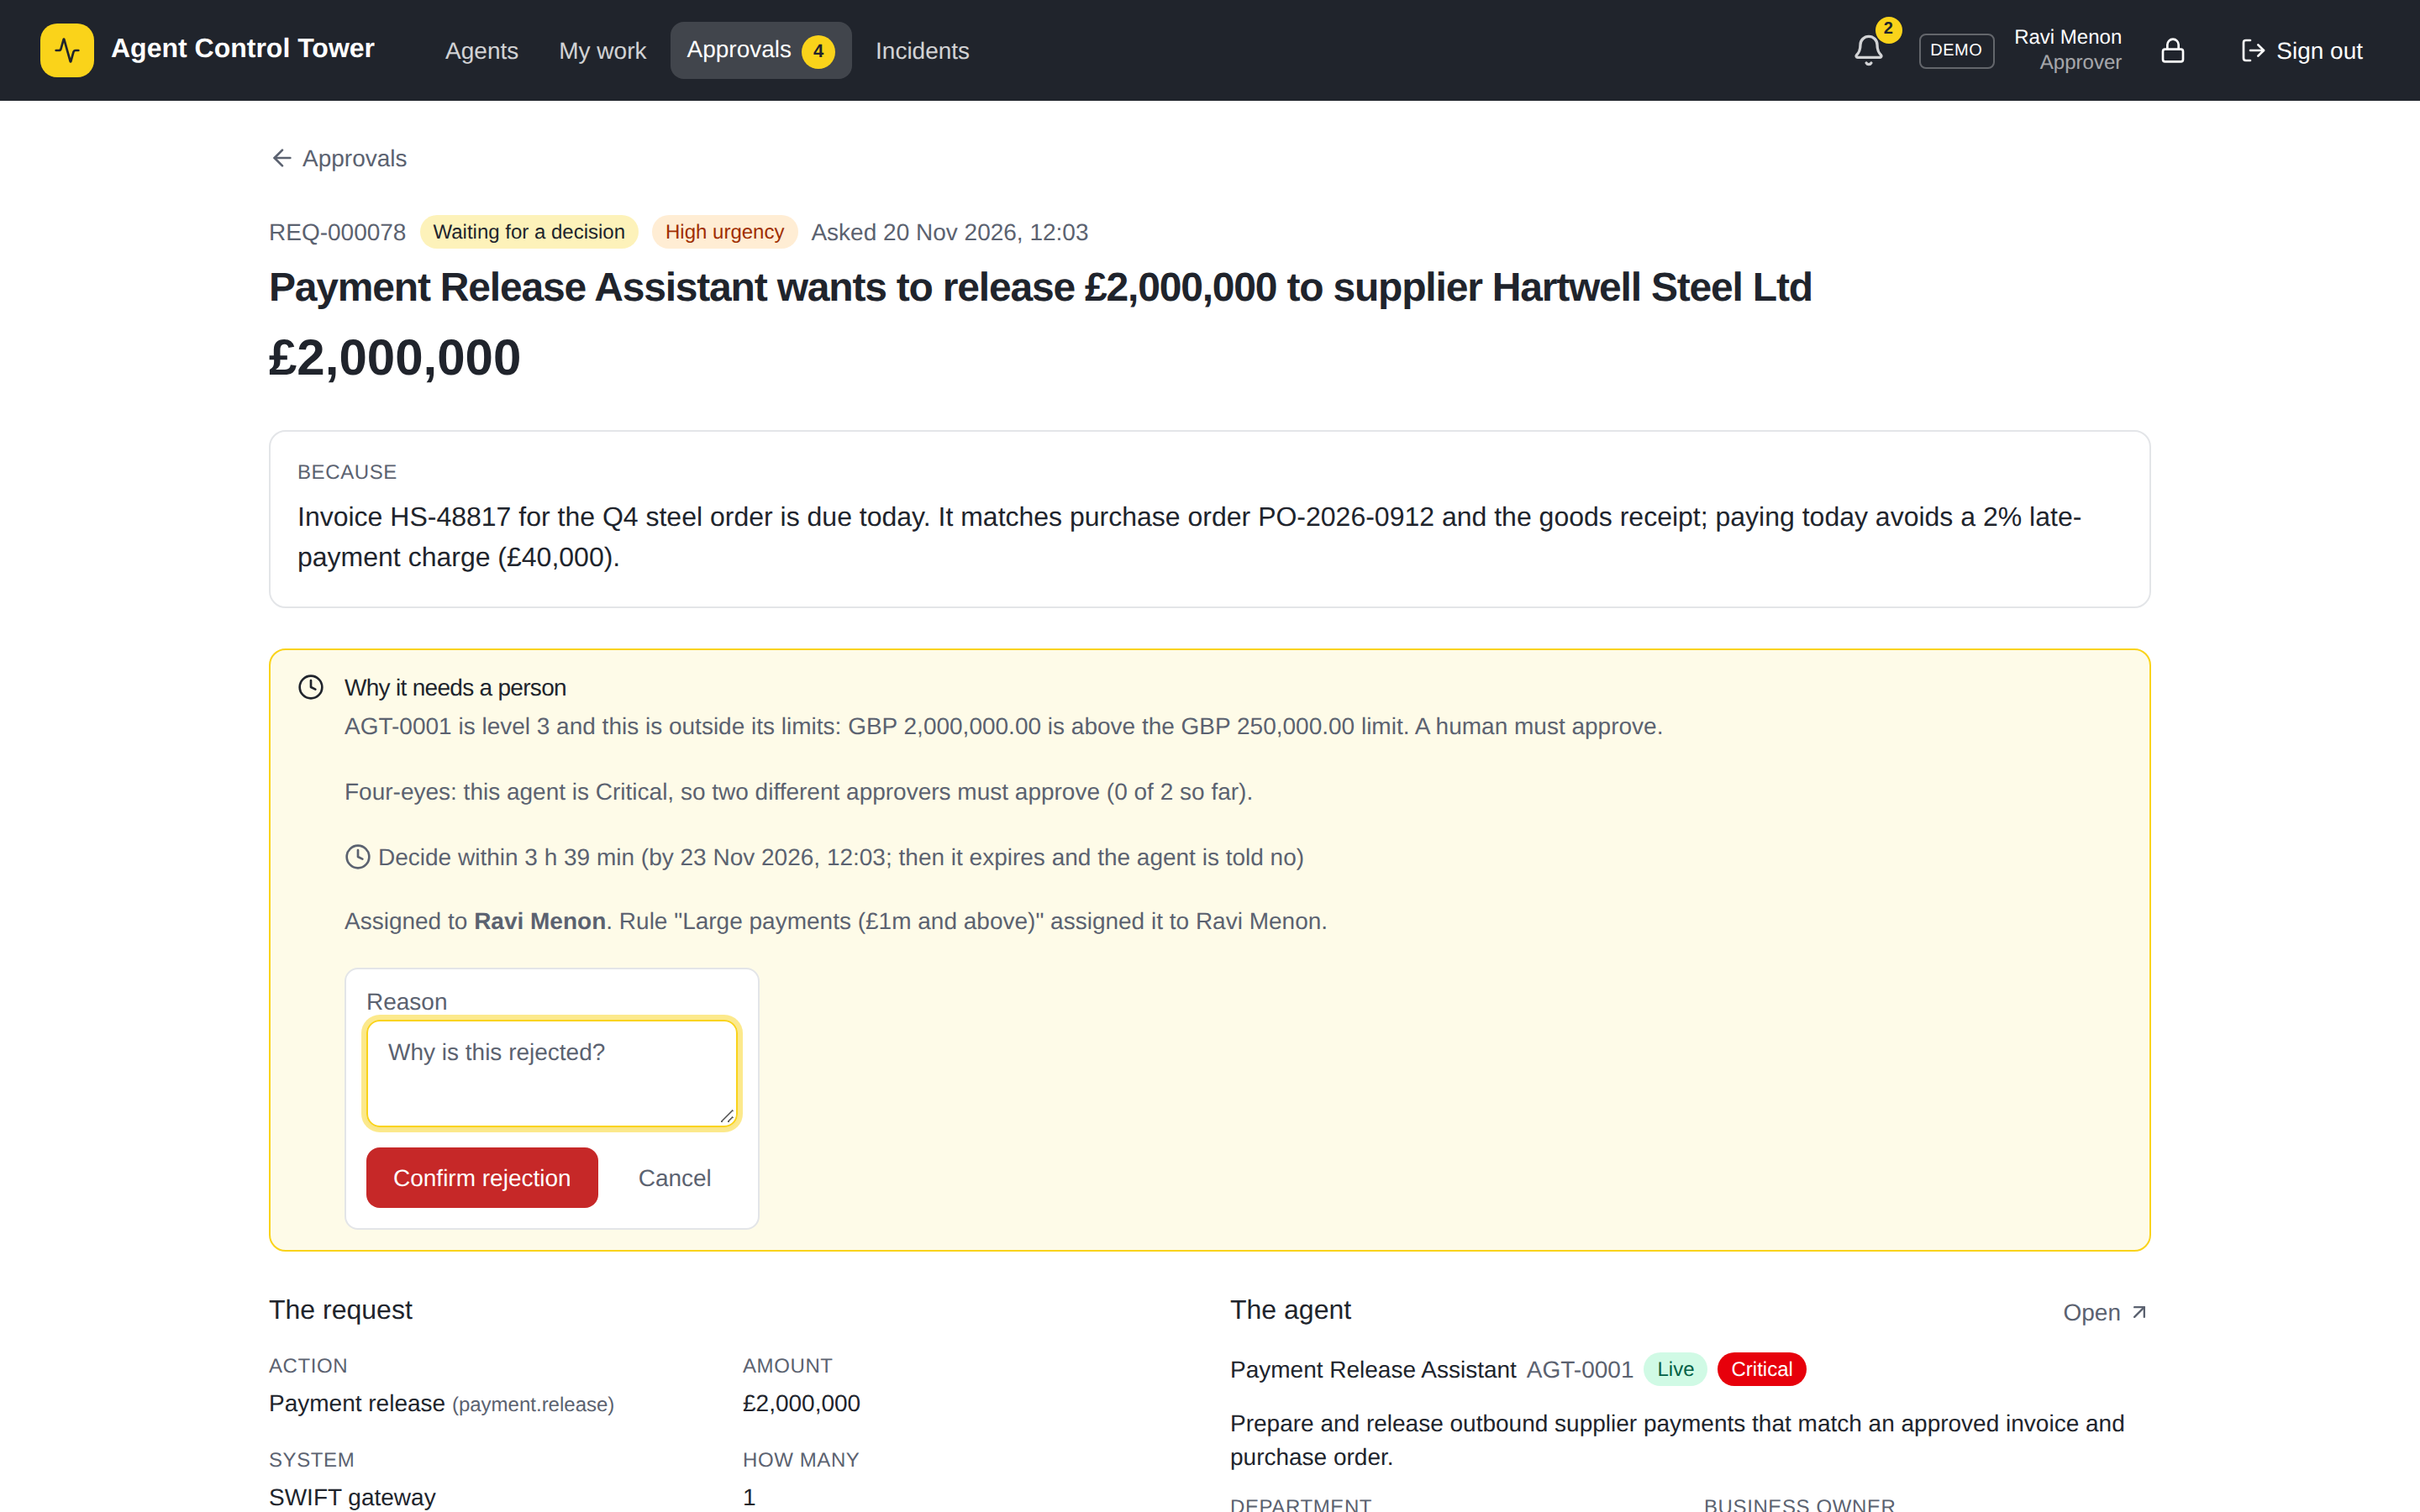 Agent Control Tower
Agents
My work
Approvals 4
Incidents
2
DEMO
Ravi Menon
Approver
Sign out
Approvals
REQ-000078 Waiting for a decision High urgency Asked 20 Nov 2026, 12:03
Payment Release Assistant wants to release £2,000,000 to supplier Hartwell Steel Ltd
£2,000,000
BECAUSE
Invoice HS-48817 for the Q4 steel order is due today. It matches purchase order PO-2026-0912 and the goods receipt; paying today avoids a 2% late-
payment charge (£40,000).
Why it needs a person
AGT-0001 is level 3 and this is outside its limits: GBP 2,000,000.00 is above the GBP 250,000.00 limit. A human must approve.
Four-eyes: this agent is Critical, so two different approvers must approve (0 of 2 so far).
Decide within 3 h 39 min (by 23 Nov 2026, 12:03; then it expires and the agent is told no)
Assigned to Ravi Menon. Rule "Large payments (£1m and above)" assigned it to Ravi Menon.
Reason
Why is this rejected?
Confirm rejection
Cancel
The request
ACTION
Payment release (payment.release)
AMOUNT
£2,000,000
SYSTEM
SWIFT gateway
HOW MANY
1
The agent
Open
Payment Release Assistant AGT-0001 Live Critical
Prepare and release outbound supplier payments that match an approved invoice and
purchase order.
DEPARTMENT
BUSINESS OWNER